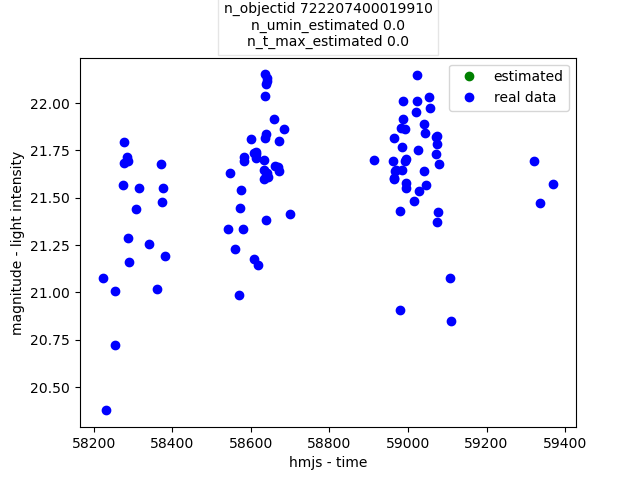 n_objectid 722207400019910
n_umin_estimated 0.0
n_t_max_estimated 0.0
estimated
real data
magnitude - light intensity
22.00
21.75
21.50
21.25
21.00
20.75
20.50
58200 58400 58600 58800 59000 59200 59400
hmjs - time